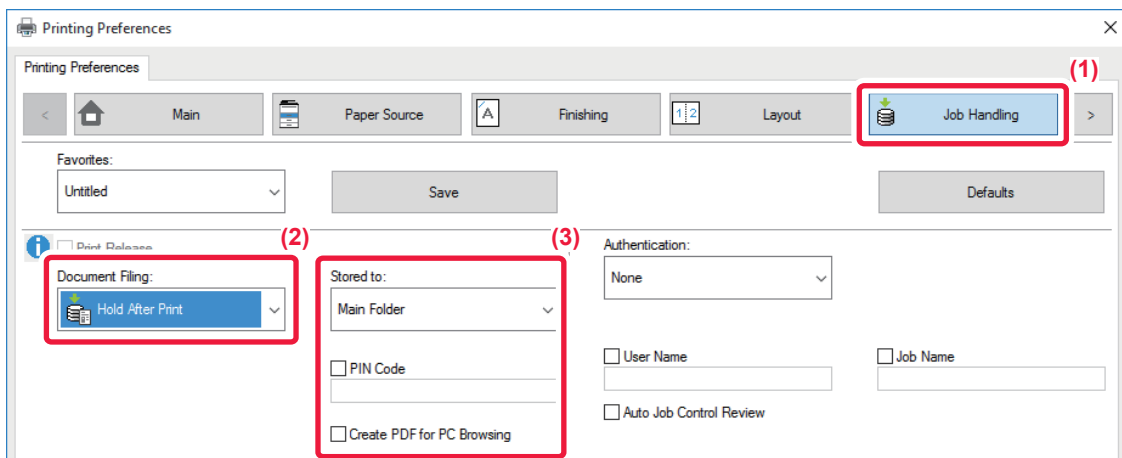 Printing Preferences
Printing Preferences
(1)
< Main Paper Source A Finishing 1 2 Layout Job Handling >
Favorites:
Untitled Save Defaults
Print Release (2) (3) Authentication:
Document Filing: Stored to: None
Hold After Print Main Folder
PIN Code User Name Job Name
Auto Job Control Review
Create PDF for PC Browsing